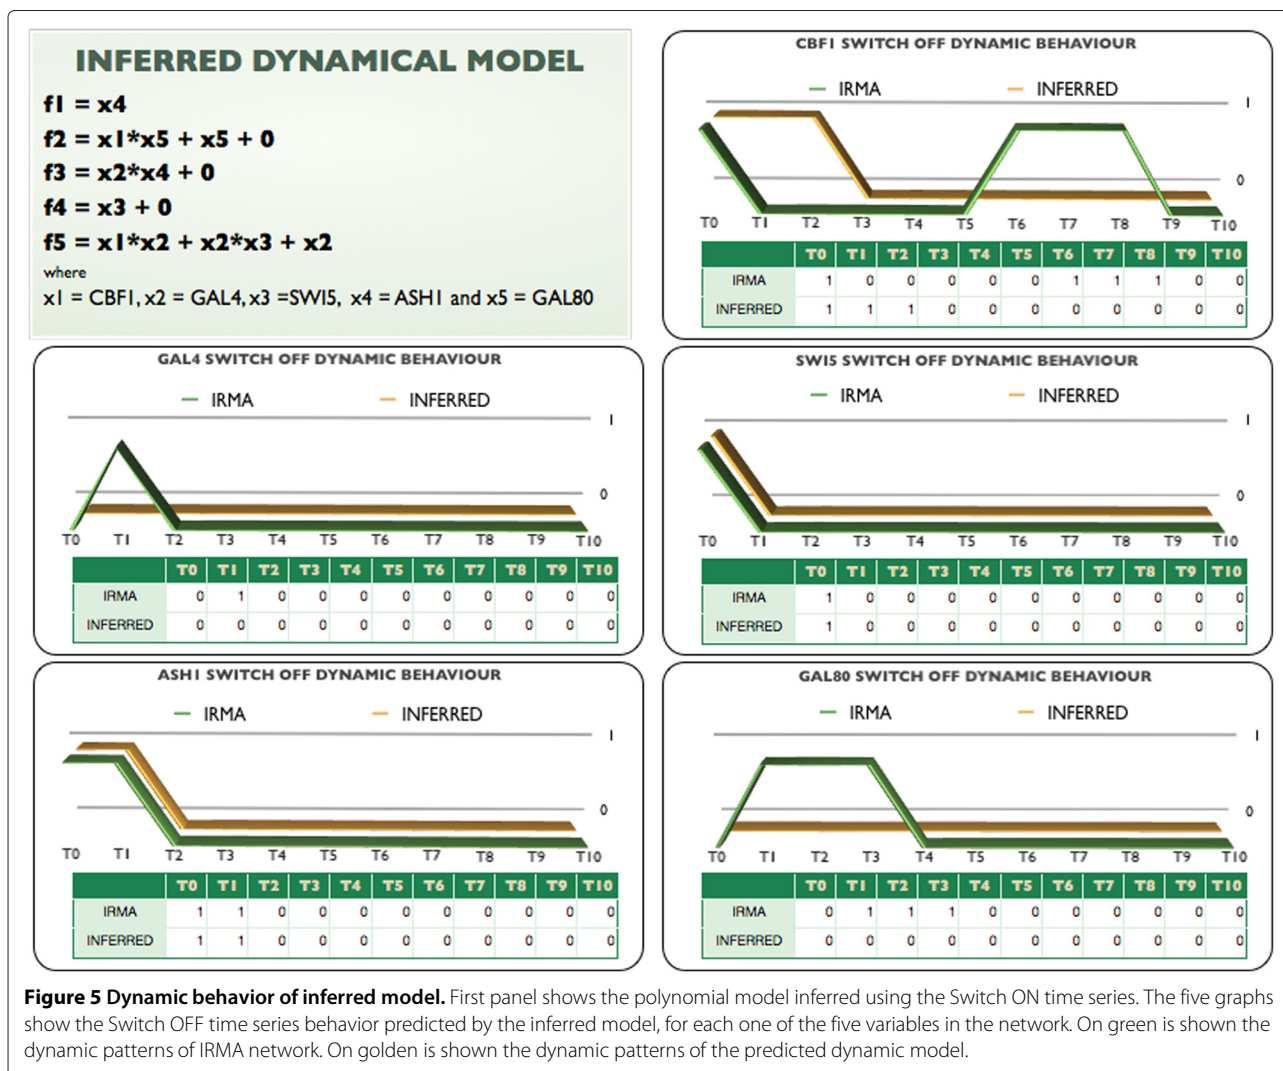 INFERRED DYNAMICAL MODEL
f1 = x4
f2 = x1*x5 + x5 + 0
f3 = x2*x4 + 0
f4 = x3 + 0
f5 = x1*x2 + x2*x3 + x2
where
x1 = CBF1, x2 = GAL4, x3 =SWI5, x4 = ASH1 and x5 = GAL80
CBF1 SWITCH OFF DYNAMIC BEHAVIOUR
IRMA INFERRED
1
0
T0 T1 T2 T3 T4 T5 T6 T7 T8 T9 T10
T0 T1 T2 T3 T4 T5 T6 T7 T8 T9 T10
IRMA 1 0 0 0 0 0 1 1 1 0 0
INFERRED 1 1 1 0 0 0 0 0 0 0 0
GAL4 SWITCH OFF DYNAMIC BEHAVIOUR
IRMA INFERRED
1
0
T0 T1 T2 T3 T4 T5 T6 T7 T8 T9 T10
T0 T1 T2 T3 T4 T5 T6 T7 T8 T9 T10
IRMA 0 1 0 0 0 0 0 0 0 0 0
INFERRED 0 0 0 0 0 0 0 0 0 0 0
SWI5 SWITCH OFF DYNAMIC BEHAVIOUR
IRMA INFERRED
1
0
T0 T1 T2 T3 T4 T5 T6 T7 T8 T9 T10
T0 T1 T2 T3 T4 T5 T6 T7 T8 T9 T10
IRMA 1 0 0 0 0 0 0 0 0 0 0
INFERRED 1 0 0 0 0 0 0 0 0 0 0
ASH1 SWITCH OFF DYNAMIC BEHAVIOUR
IRMA INFERRED
1
0
T0 T1 T2 T3 T4 T5 T6 T7 T8 T9 T10
T0 T1 T2 T3 T4 T5 T6 T7 T8 T9 T10
IRMA 1 1 0 0 0 0 0 0 0 0 0
INFERRED 1 1 0 0 0 0 0 0 0 0 0
GAL80 SWITCH OFF DYNAMIC BEHAVIOUR
IRMA INFERRED
1
0
T0 T1 T2 T3 T4 T5 T6 T7 T8 T9 T10
T0 T1 T2 T3 T4 T5 T6 T7 T8 T9 T10
IRMA 0 1 1 1 0 0 0 0 0 0 0
INFERRED 0 0 0 0 0 0 0 0 0 0 0
Figure 5 Dynamic behavior of inferred model. First panel shows the polynomial model inferred using the Switch ON time series. The five graphs
show the Switch OFF time series behavior predicted by the inferred model, for each one of the five variables in the network. On green is shown the
dynamic patterns of IRMA network. On golden is shown the dynamic patterns of the predicted dynamic model.